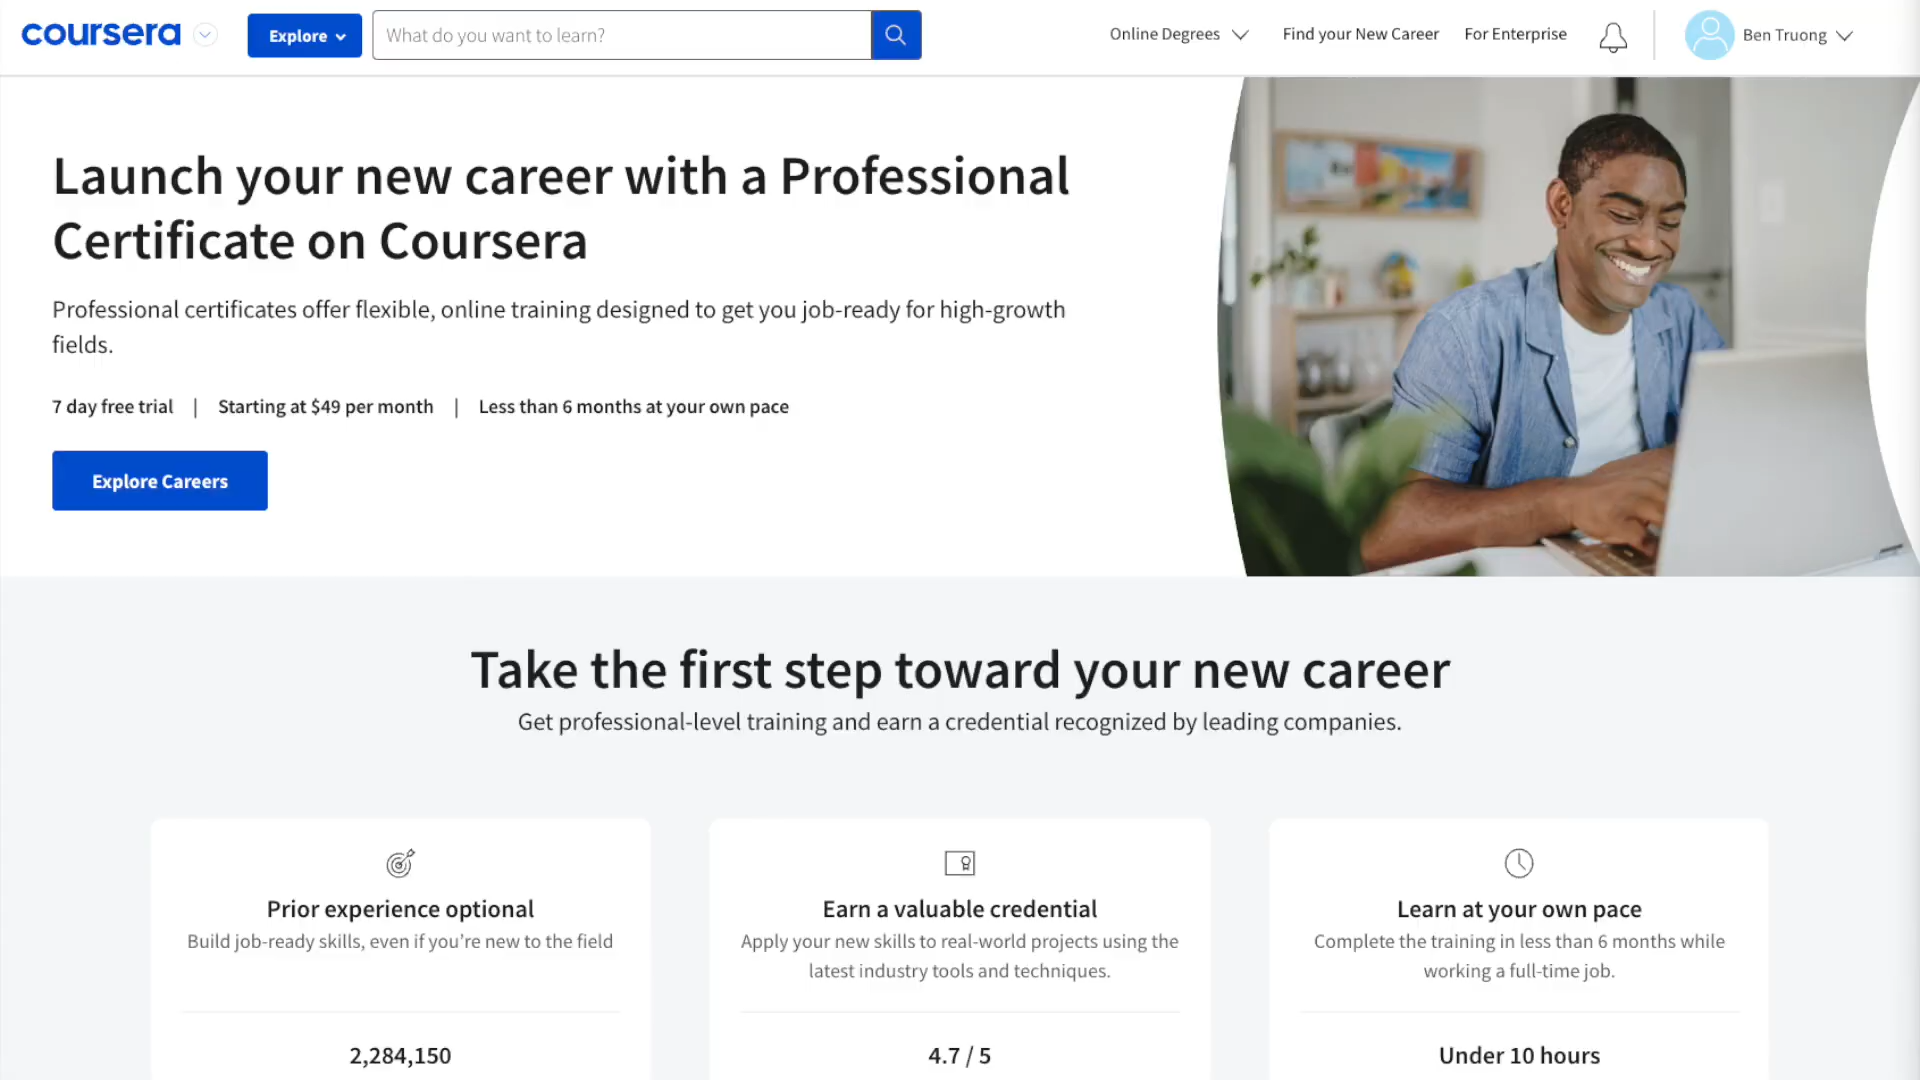 coursera
Explore
What do you want to learn?
Online Degrees
Find your New Career
For Enterprise
Ben Truong
Launch your new career with a Professional
Certificate on Coursera
Professional certificates offer flexible, online training designed to get you job-ready for high-growth
fields.
7 day free trial | Starting at $49 per month | Less than 6 months at your own pace
Explore Careers
Take the first step toward your new career
Get professional-level training and earn a credential recognized by leading companies.
Prior experience optional
Build job-ready skills, even if you’re new to the field
2,284,150
Earn a valuable credential
Apply your new skills to real-world projects using the
latest industry tools and techniques.
4.7 / 5
Learn at your own pace
Complete the training in less than 6 months while
working a full-time job.
Under 10 hours